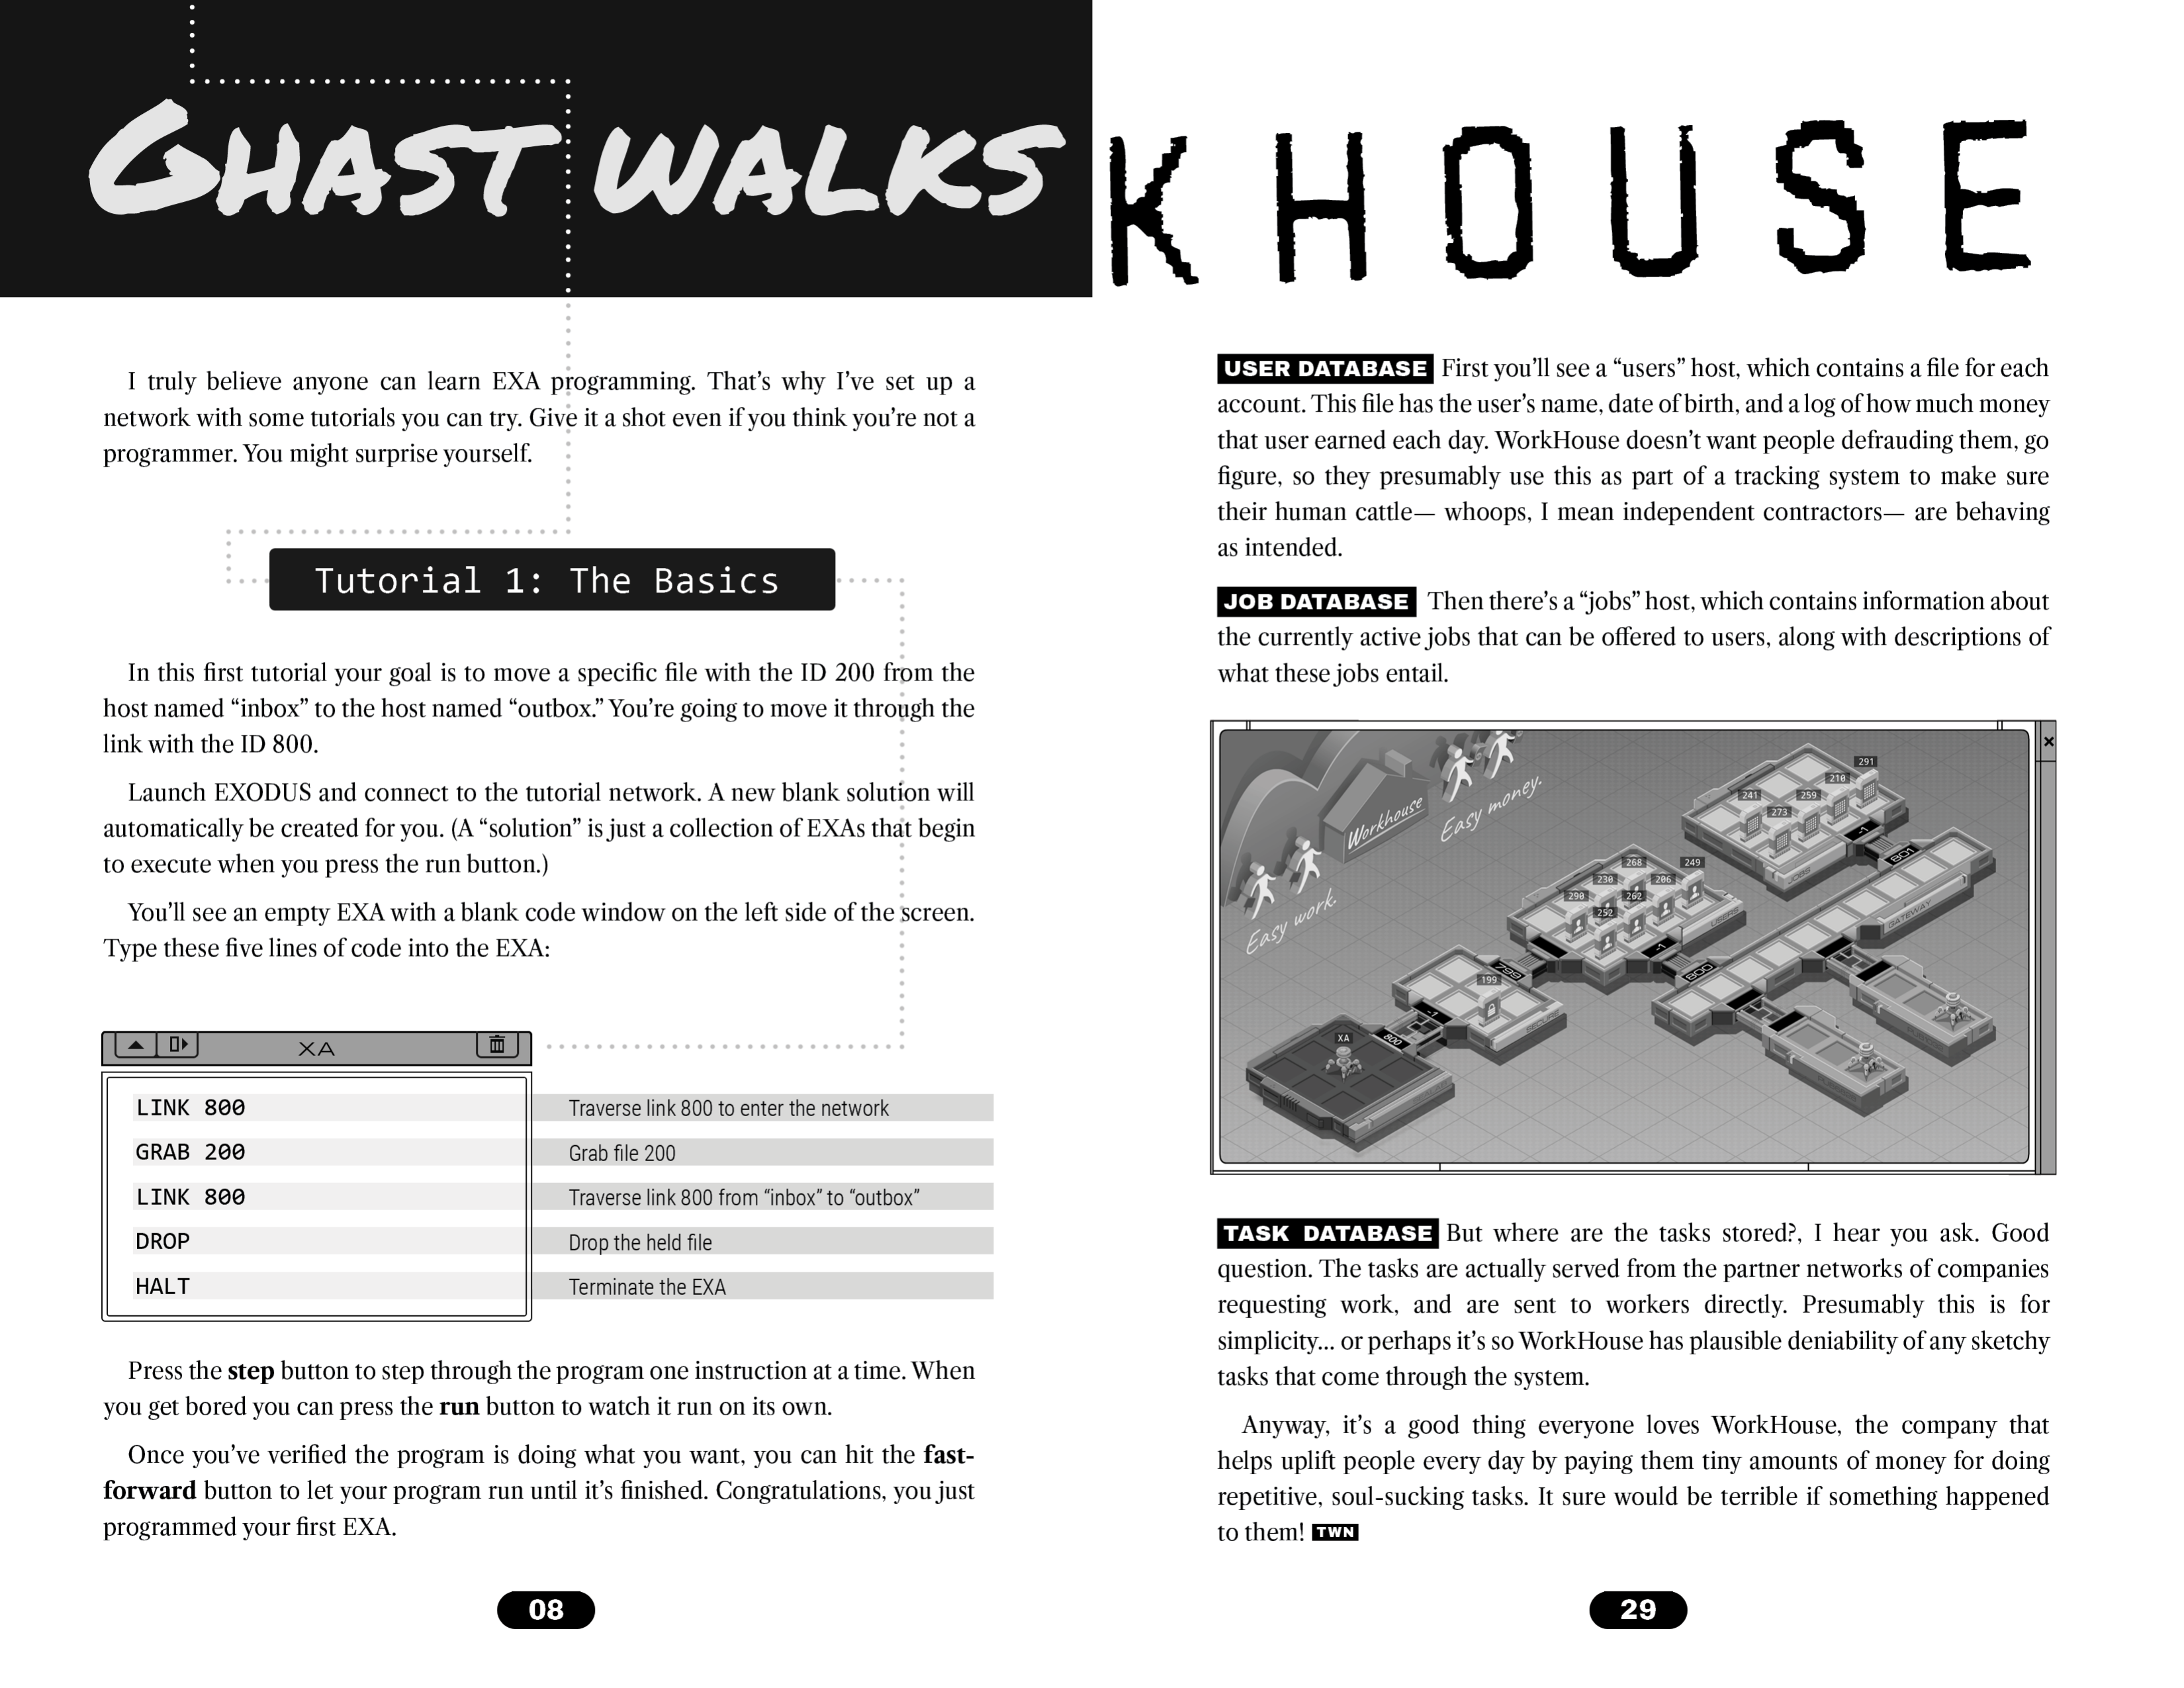 GHAST WALKS
I truly believe anyone can learn EXA programming. That's why I've set up a
network with some tutorials you can try. Give it a shot even if you think you're not a
programmer. You might surprise yourself.
Tutorial 1: The Basics
In this first tutorial your goal is to move a specific file with the ID 200 from the
host named “inbox” to the host named “outbox.” You're going to move it through the
link with the ID 800.
Launch EXODUS and connect to the tutorial network. A new blank solution will
automatically be created for you. (A “solution” is just a collection of EXAs that begin
to execute when you press the run button.)
You'll see an empty EXA with a blank code window on the left side of the screen.
Type these five lines of code into the EXA:
XA
LINK 800 Traverse link 800 to enter the network
GRAB 200 Grab file 200
LINK 800 Traverse link 800 from “inbox” to “outbox”
DROP Drop the held file
HALT Terminate the EXA
Press the step button to step through the program one instruction at a time. When
you get bored you can press the run button to watch it run on its own.
Once you've verified the program is doing what you want, you can hit the fast-
forward button to let your program run until it's finished. Congratulations, you just
programmed your first EXA.
08
KHOUSE
USER DATABASE First you'll see a “users” host, which contains a file for each
account. This file has the user's name, date of birth, and a log of how much money
that user earned each day. WorkHouse doesn't want people defrauding them, go
figure, so they presumably use this as part of a tracking system to make sure
their human cattle— whoops, I mean independent contractors— are behaving
as intended.
JOB DATABASE Then there's a “jobs” host, which contains information about
the currently active jobs that can be offered to users, along with descriptions of
what these jobs entail.
Workhouse
Easy money.
Easy work.
291
210
259
241
273
-1
801
JOBS
GATEWAY
268
249
230
206
290
262
252
USERS
-1
800
799
199
-1
SECURE
800
XA
TASK DATABASE But where are the tasks stored?, I hear you ask. Good
question. The tasks are actually served from the partner networks of companies
requesting work, and are sent to workers directly. Presumably this is for
simplicity... or perhaps it's so WorkHouse has plausible deniability of any sketchy
tasks that come through the system.
Anyway, it's a good thing everyone loves WorkHouse, the company that
helps uplift people every day by paying them tiny amounts of money for doing
repetitive, soul-sucking tasks. It sure would be terrible if something happened
to them! TWN
29